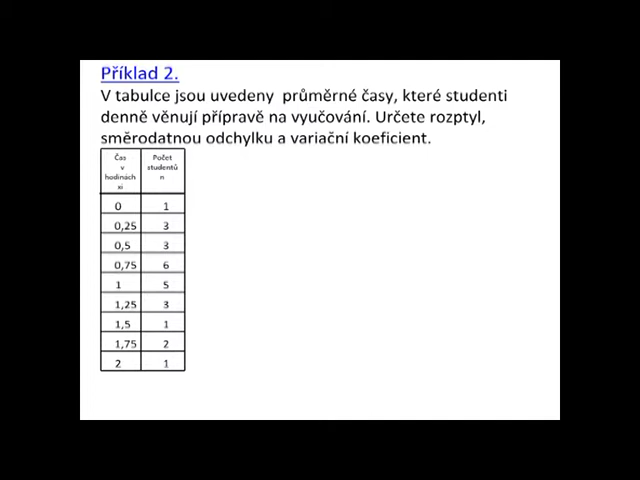 Příklad 2.
V tabulce jsou uvedeny průměrné časy, které studenti
denně věnují přípravě na vyučování. Určete rozptyl,
směrodatnou odchylku a variační koeficient.
Čas v hodinách xi Počet studentů n
0 1
0,25 3
0,5 3
0,75 6
1 5
1,25 3
1,5 1
1,75 2
2 1